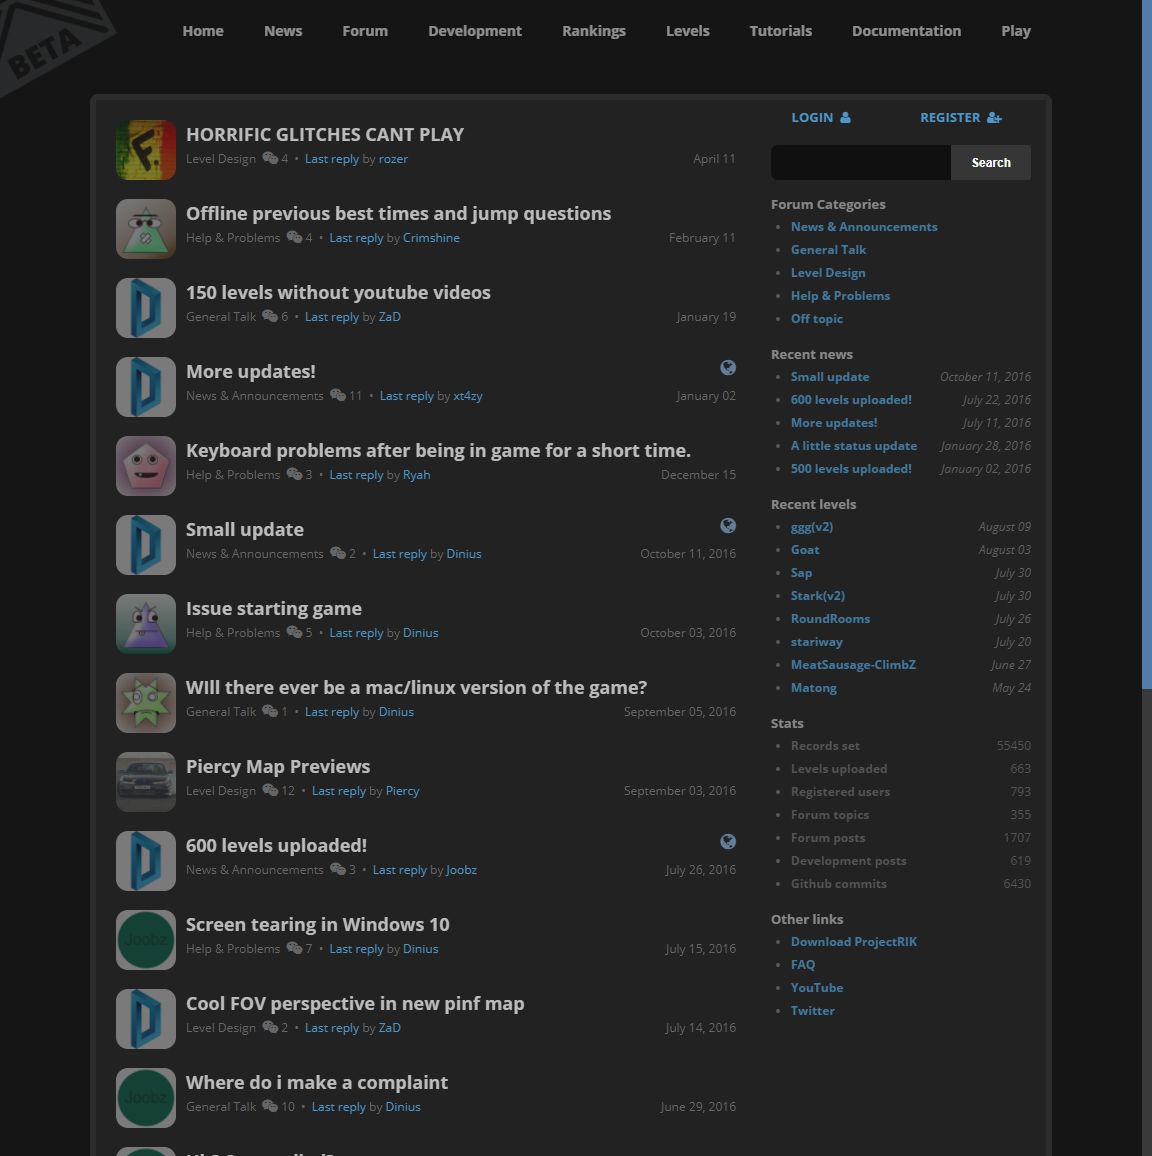 BETA
Home News Forum Development Rankings Levels Tutorials Documentation Play
HORRIFIC GLITCHES CANT PLAY
Level Design 4 • Last reply by rozer April 11
Offline previous best times and jump questions
Help & Problems 4 • Last reply by Crimshine February 11
150 levels without youtube videos
General Talk 6 • Last reply by ZaD January 19
More updates!
News & Announcements 11 • Last reply by xt4zy January 02
Keyboard problems after being in game for a short time.
Help & Problems 3 • Last reply by Ryah December 15
Small update
News & Announcements 2 • Last reply by Dinius October 11, 2016
Issue starting game
Help & Problems 5 • Last reply by Dinius October 03, 2016
WIll there ever be a mac/linux version of the game?
General Talk 1 • Last reply by Dinius September 05, 2016
Piercy Map Previews
Level Design 12 • Last reply by Piercy September 03, 2016
600 levels uploaded!
News & Announcements 3 • Last reply by Joobz July 26, 2016
Joobz
Screen tearing in Windows 10
Help & Problems 7 • Last reply by Dinius July 15, 2016
Cool FOV perspective in new pinf map
Level Design 2 • Last reply by ZaD July 14, 2016
Joobz
Where do i make a complaint
General Talk 10 • Last reply by Dinius June 29, 2016
LOGIN REGISTER
Search
Forum Categories
• News & Announcements
• General Talk
• Level Design
• Help & Problems
• Off topic
Recent news
• Small update October 11, 2016
• 600 levels uploaded! July 22, 2016
• More updates! July 11, 2016
• A little status update January 28, 2016
• 500 levels uploaded! January 02, 2016
Recent levels
• ggg(v2) August 09
• Goat August 03
• Sap July 30
• Stark(v2) July 30
• RoundRooms July 26
• stariway July 20
• MeatSausage-ClimbZ June 27
• Matong May 24
Stats
• Records set 55450
• Levels uploaded 663
• Registered users 793
• Forum topics 355
• Forum posts 1707
• Development posts 619
• Github commits 6430
Other links
• Download ProjectRIK
• FAQ
• YouTube
• Twitter